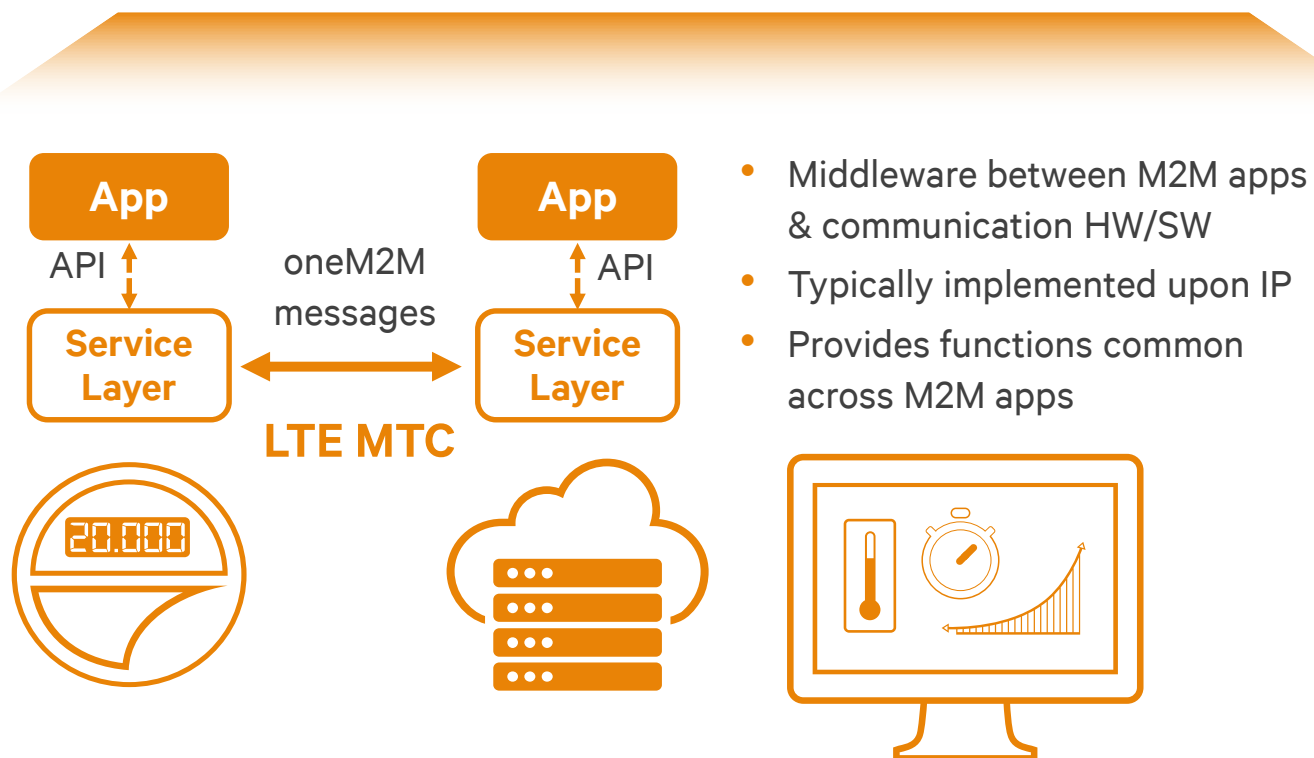 App
API
Service
Layer
oneM2M
messages
LTE MTC
App
API
Service
Layer
20.000
• Middleware between M2M apps
& communication HW/SW
• Typically implemented upon IP
• Provides functions common
across M2M apps